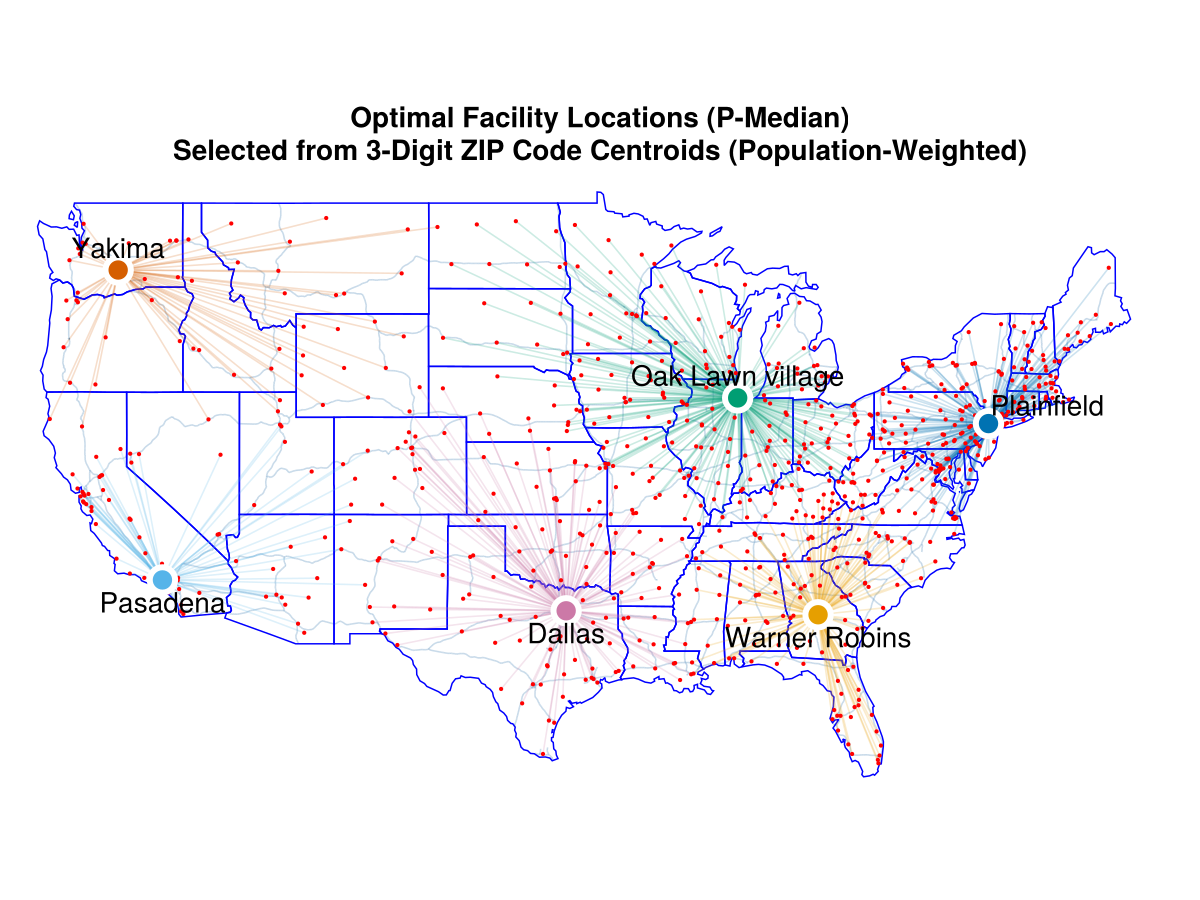 Optimal Facility Locations (P-Median)
Selected from 3-Digit ZIP Code Centroids (Population-Weighted)
Yakima
Oak Lawn village
Plainfield
Pasadena
Dallas
Warner Robins